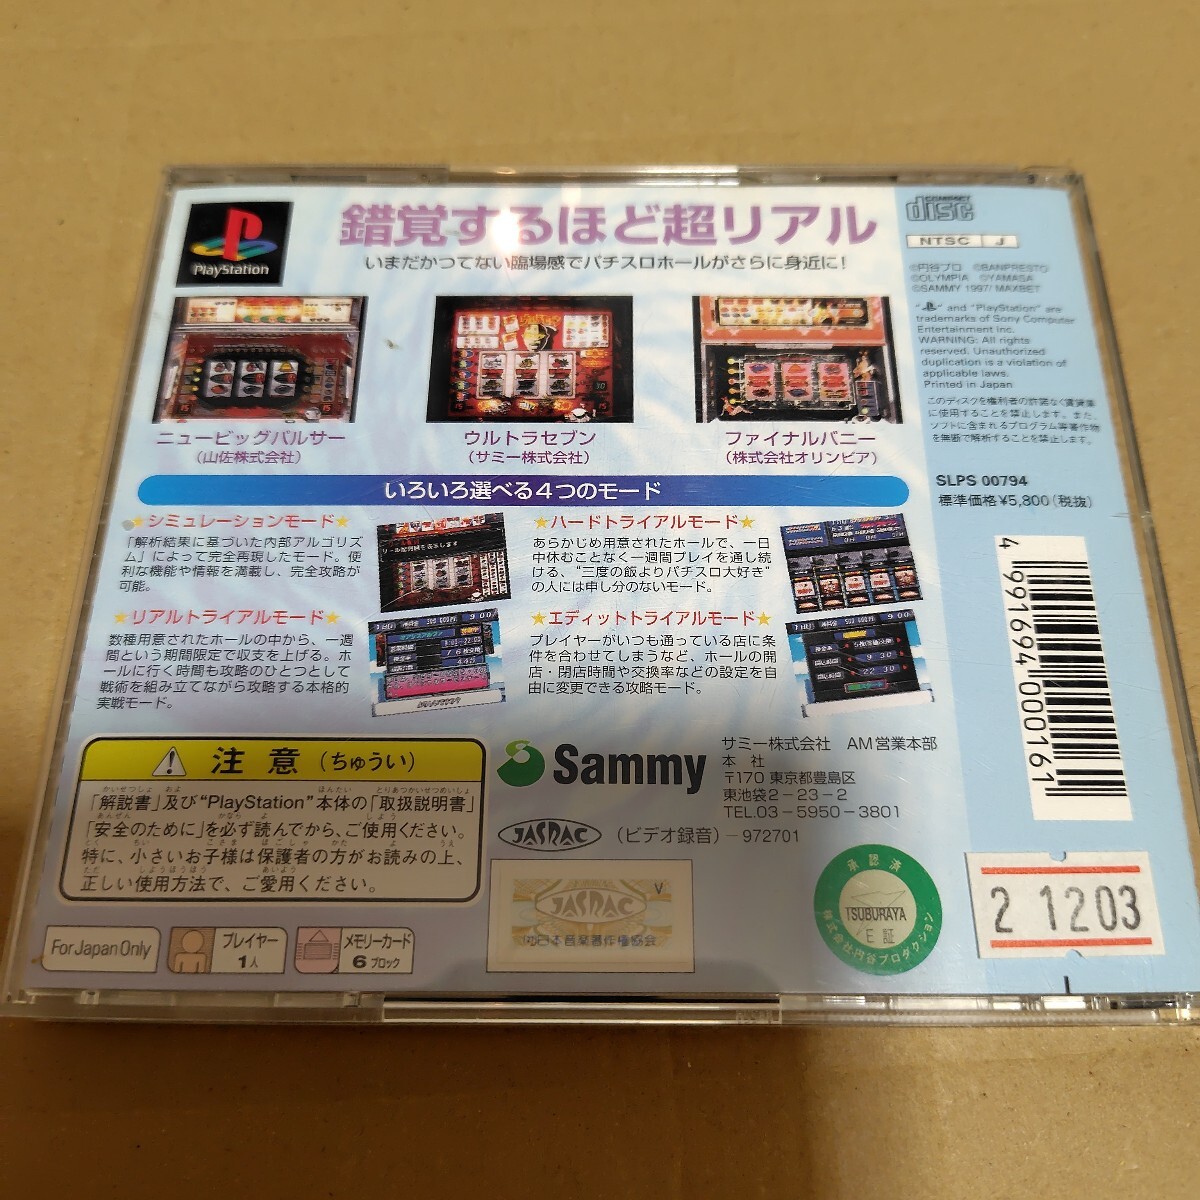 PlayStation
錯覚するほど超リアル
いまだかつてない臨場感でパチスロホールがさらに身近に！
COMPACT
disc
NTSC J
©円谷プロ ©BANPRESTO
©OLYMPIA ©YAMASA
©SAMMY 1997/ MAXBET
" " and "PlayStation" are
trademarks of Sony Computer
Entertainment Inc.
WARNING: All rights
reserved. Unauthorized
duplication is a violation of
applicable laws.
Printed in Japan
このディスクを権利者の許諾なく賃貸業
に使用することを禁止します。また、
ソフトに含まれるプログラム等著作物
を無断で解析することを禁止します。
SLPS 00794
標準価格¥5,800(税抜)
4 991694 000161
ニュービッグパルサー
(山佐株式会社)
ウルトラセブン
(サミー株式会社)
ファイナルバニー
(株式会社オリンピア)
いろいろ選べる4つのモード
★シミュレーションモード★
「解析結果に基づいた内部アルゴリズ
ム」によって完全再現したモード。便
利な機能や情報を満載し、完全攻略が
可能。
★リアルトライアルモード★
数種用意されたホールの中から、一週
間という期間限定で収支を上げる。ホ
ールに行く時間も攻略のひとつとして
戦術を組み立てながら攻略する本格的
実戦モード。
★ハードトライアルモード★
あらかじめ用意されたホールで、一日
中休むことなく一週間プレイを通し続
ける、"三度の飯よりパチスロ大好き"
の人には申し分のないモード。
★エディットトライアルモード★
プレイヤーがいつも通っている店に条
件を合わせてしまうなど、ホールの開
店・閉店時間や交換率などの設定を自
由に変更できる攻略モード。
注意(ちゅうい)
「解説書」及び"PlayStation"本体の「取扱説明書」
「安全のために」を必ず読んでから、ご使用ください。
特に、小さいお子様は保護者の方がお読みの上、
正しい使用方法で、ご愛用ください。
Sammy
サミー株式会社 AM営業本部
本 社
〒170 東京都豊島区
東池袋2-23-2
TEL.03-5950-3801
JASRAC (ビデオ録音)-972701
For Japan Only
プレイヤー
1人
メモリーカード
6ブロック
V
JASRAC
日本音楽著作権協会
承認済
TSUBURAYA
E 証
株式会社円谷プロダクション
2 1203